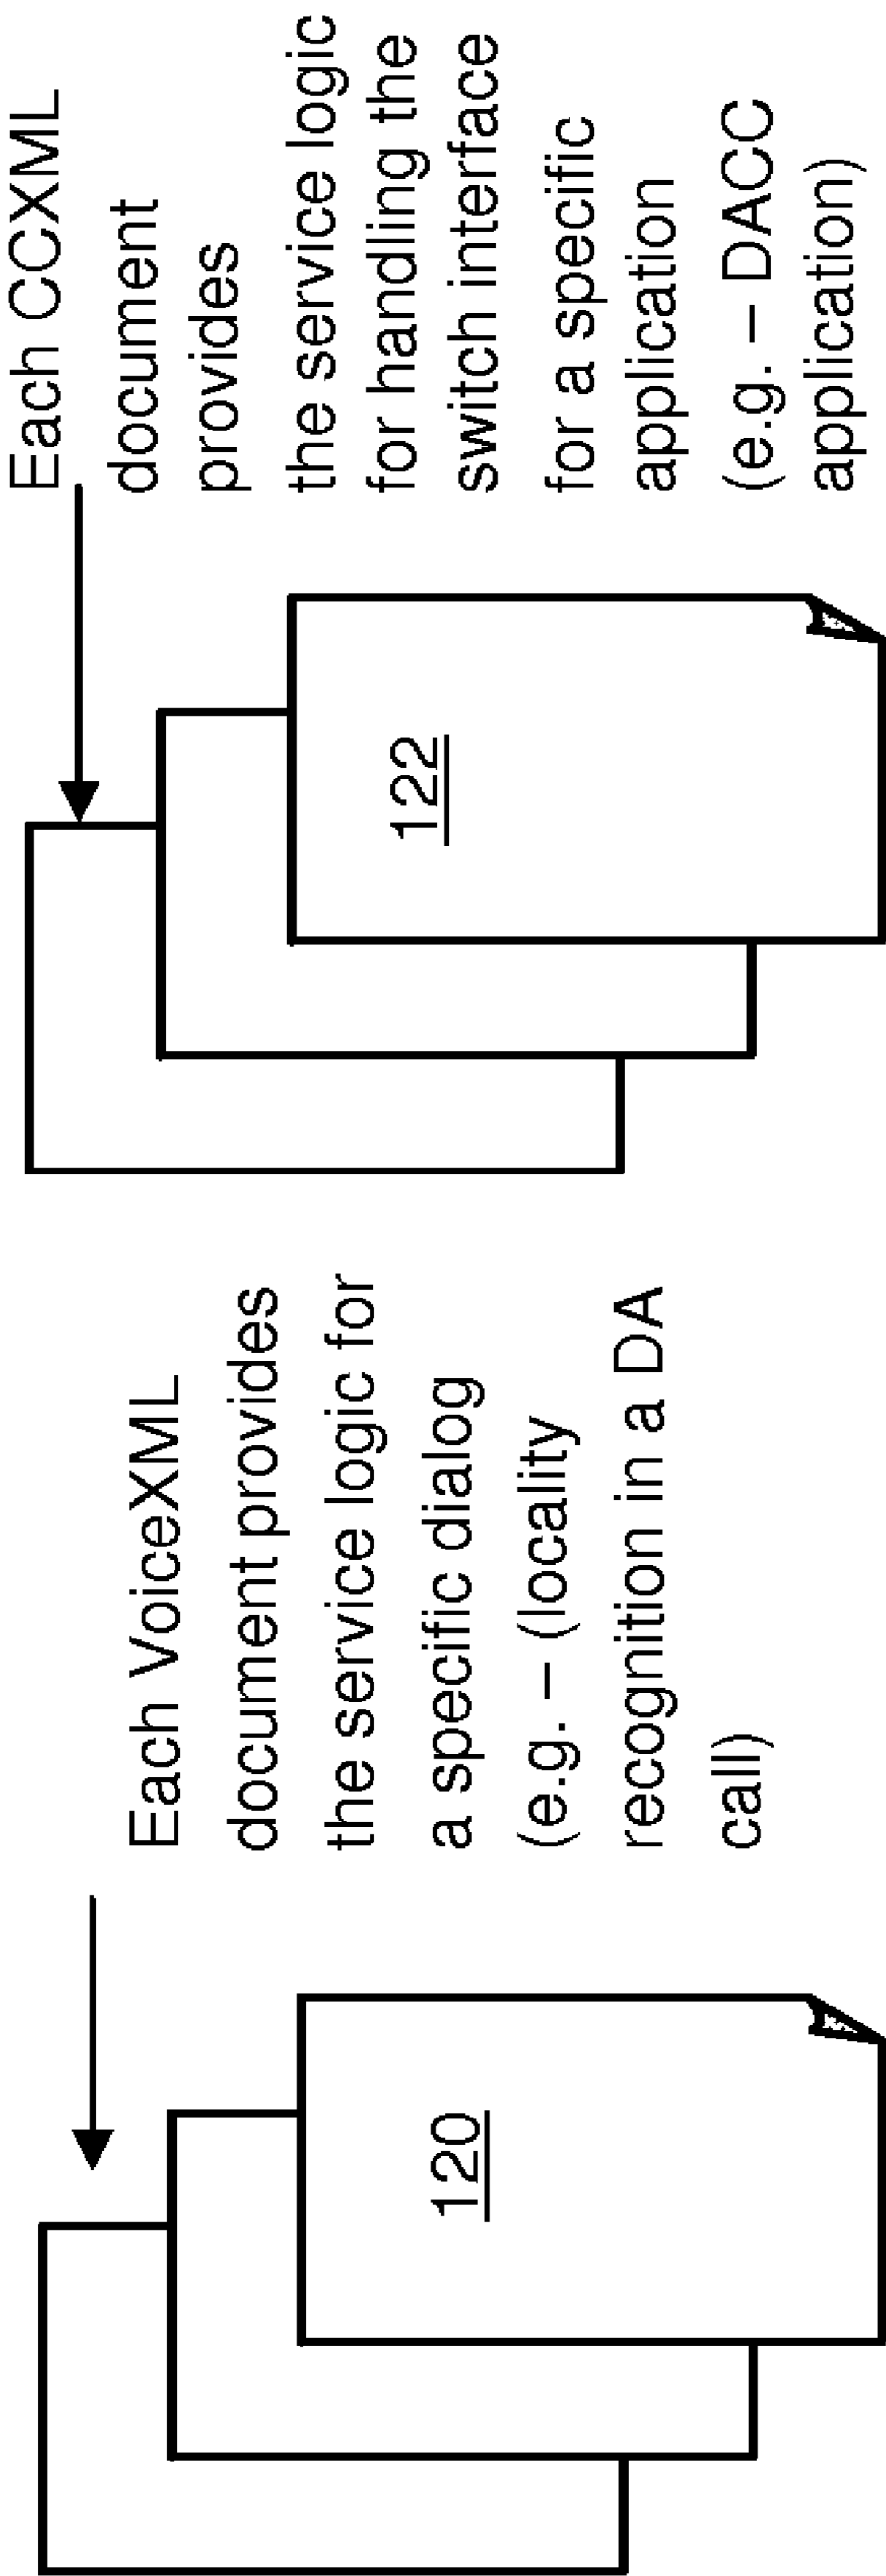 120
Each VoiceXML
document provides
the service logic for
a specific dialog
(e.g. – (locality
recognition in a DA
call)
122
Each CCXML
document
provides
the service logic
for handling the
switch interface
for a specific
application
(e.g. – DACC
application)